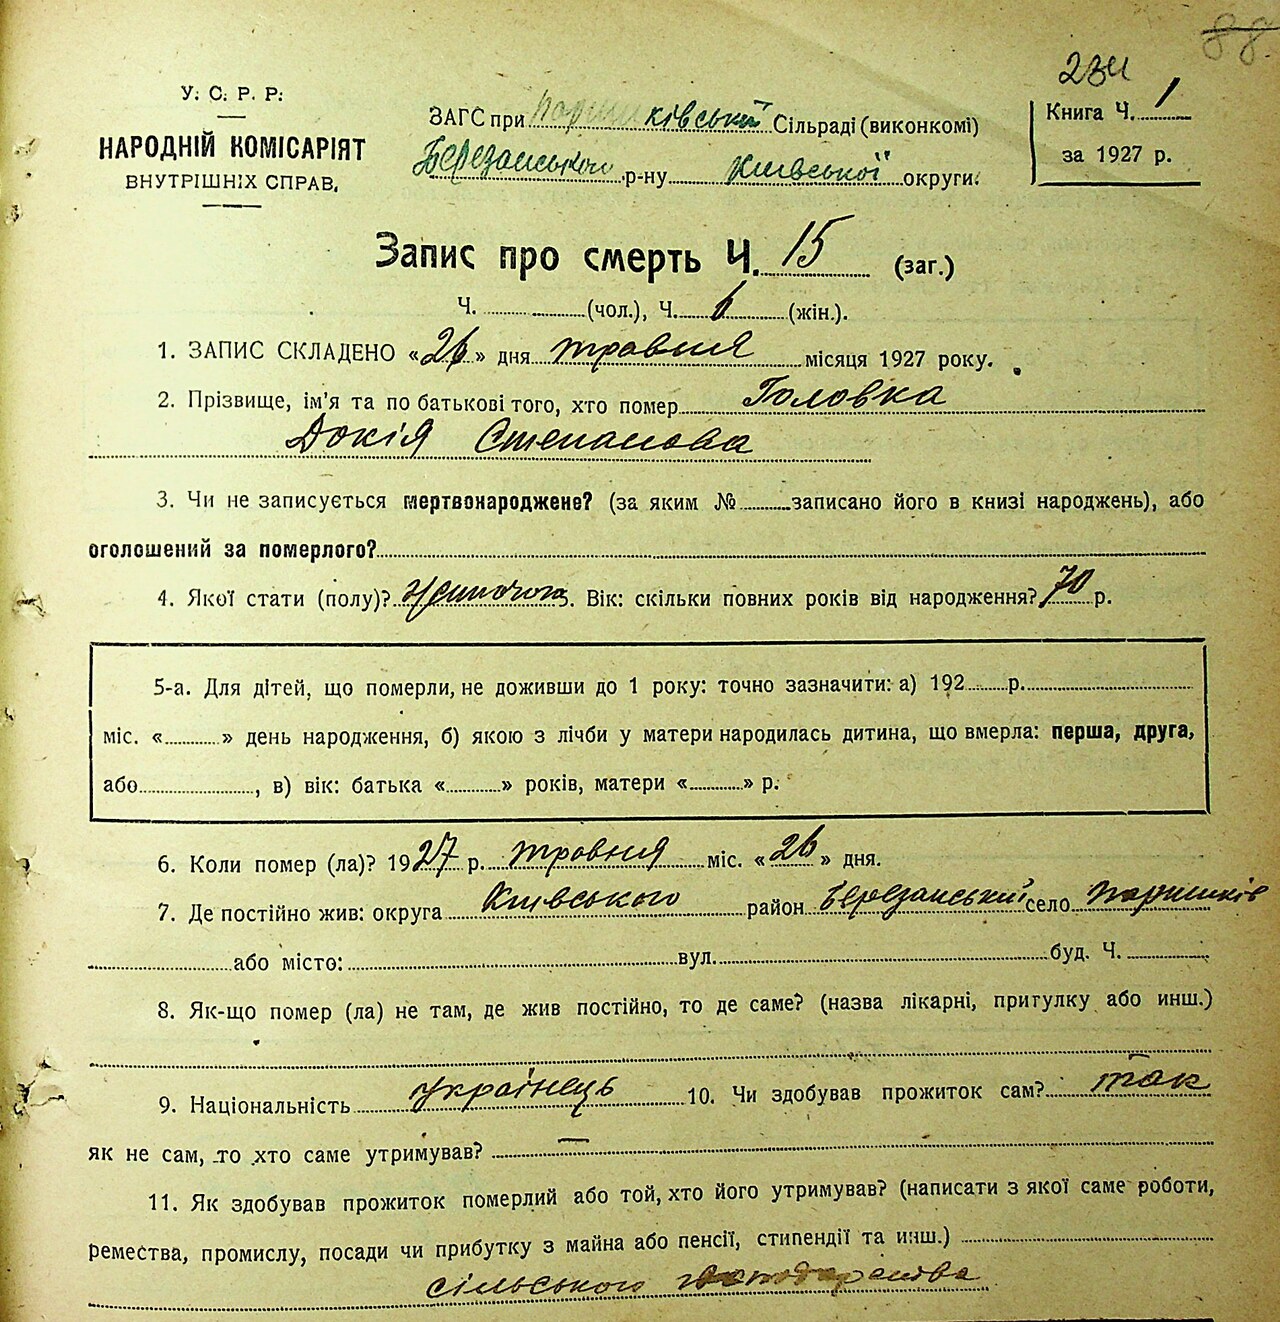 88.
234
У. С. Р. Р.
НАРОДНІЙ КОМІСАРІЯТ
ВНУТРІШНІХ СПРАВ.
ЗАГС при Паришківській Сільраді (виконкомі)
Березанського р-ну Київської округи.
Книга Ч. 1
за 1927 р.
Запис про смерть Ч. 15 (заг.)
Ч. (чол.), Ч. 6 (жін.).
1. ЗАПИС СКЛАДЕНО «26» дня травня місяця 1927 року.
2. Прізвище, ім'я та по батькові того, хто помер Головка
Докія Степанова
3. Чи не записується мертвонароджене? (за яким № записано його в книзі народжень), або
оголошений за померлого?
4. Якої стати (полу)? 5. Вік: скільки повних років від народження? 70 р.
5-а. Для дітей, що померли, не доживши до 1 року: точно зазначити: а) 192 р.
міс. « » день народження, б) якою з лічби у матери народилась дитина, що вмерла: перша, друга,
або , в) вік: батька « » років, матери « » р.
6. Коли помер (ла)? 1927 р. травня міс. «26» дня.
7. Де постійно жив: округа Київського район Березанський село Паришків
або місто: вул. буд. Ч.
8. Як-що помер (ла) не там, де жив постійно, то де саме? (назва лікарні, притулку або инш.)
9. Національність українець 10. Чи здобував прожиток сам? так
як не сам, то хто саме утримував? —
11. Як здобував прожиток померлий або той, хто його утримував? (написати з якої саме роботи,
ремества, промислу, посади чи прибутку з майна або пенсії, стипендії та инш.)
сільського господарства